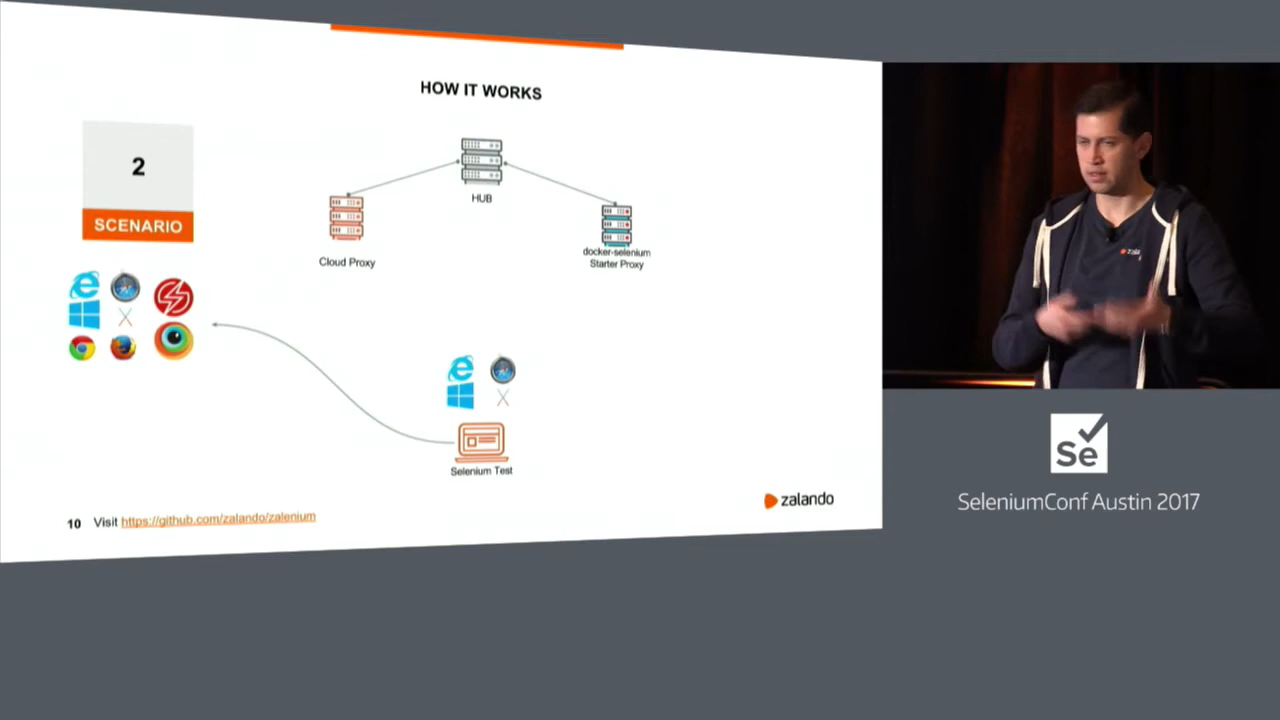 HOW IT WORKS
2
SCENARIO
HUB
Cloud Proxy
docker-selenium
Starter Proxy
Selenium Test
10 Visit https://github.com/zalando/zalenium
zalando
zala
Se
SeleniumConf Austin 2017